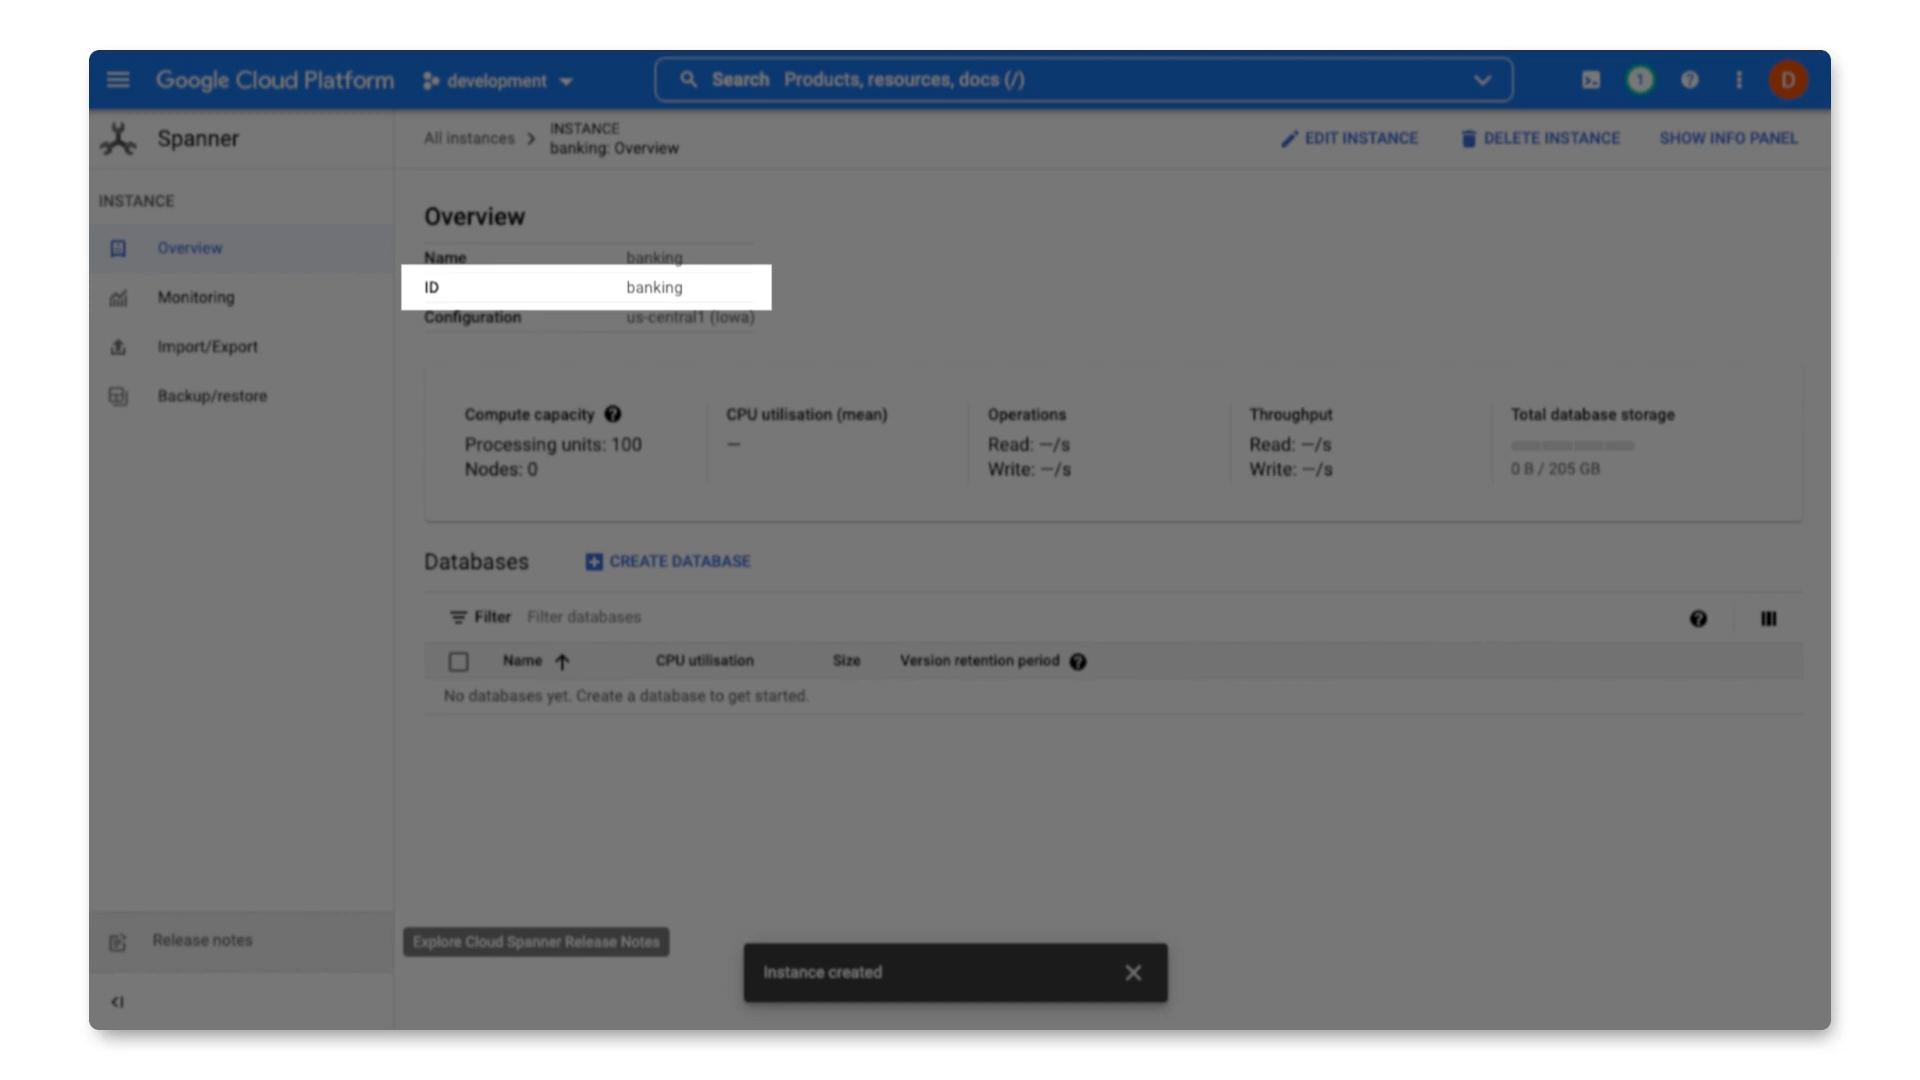 Google Cloud Platform development Search Products, resources, docs (/) 1 ? D
Spanner
All instances > INSTANCE
banking: Overview
EDIT INSTANCE DELETE INSTANCE SHOW INFO PANEL
INSTANCE
Overview
Monitoring
Import/Export
Backup/restore
Overview
Name banking
ID banking
Configuration us-central1 (Iowa)
Compute capacity ?
Processing units: 100
Nodes: 0
CPU utilisation (mean)
—
Operations
Read: —/s
Write: —/s
Throughput
Read: —/s
Write: —/s
Total database storage
0 B / 205 GB
Databases CREATE DATABASE
Filter Filter databases ?
Name CPU utilisation Size Version retention period ?
No databases yet. Create a database to get started.
Release notes
Explore Cloud Spanner Release Notes
Instance created